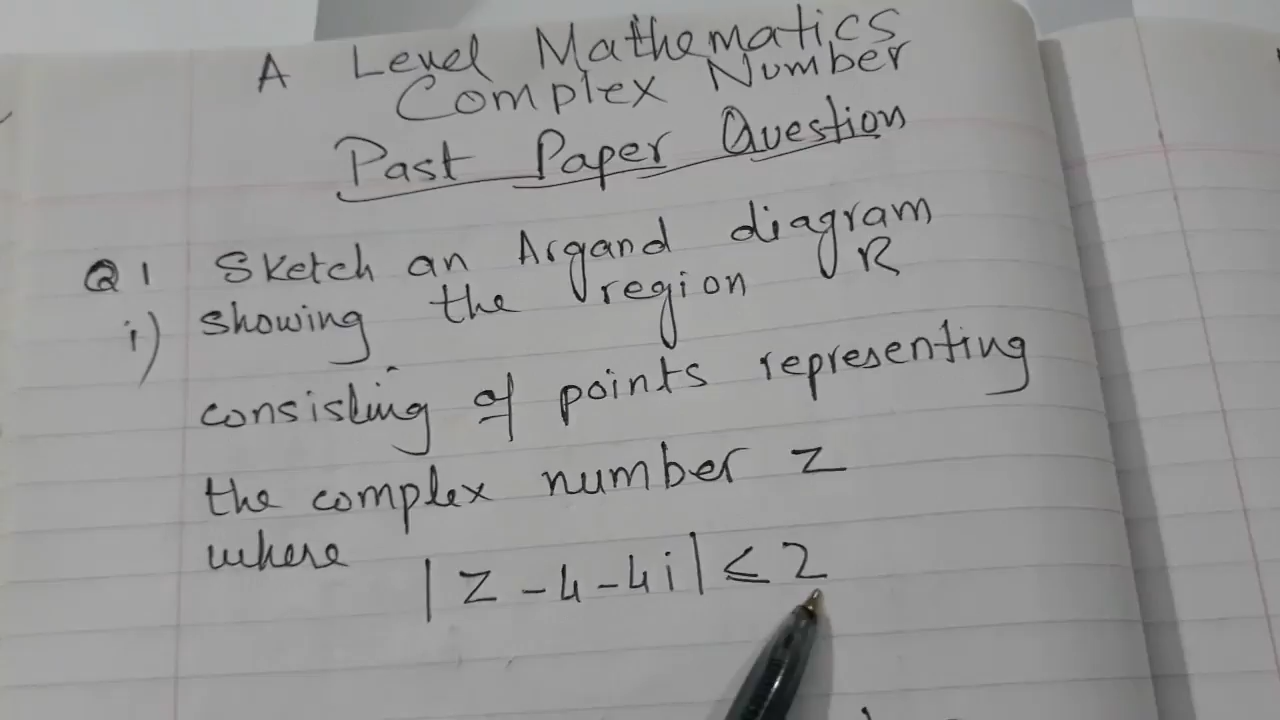 A Level Mathematics
Complex Number
Past Paper Question
Q1 Sketch an Argand diagram
i) showing the region R
consisting of points representing
the complex number z
where
|z - 4 - 4i| ≤ 2